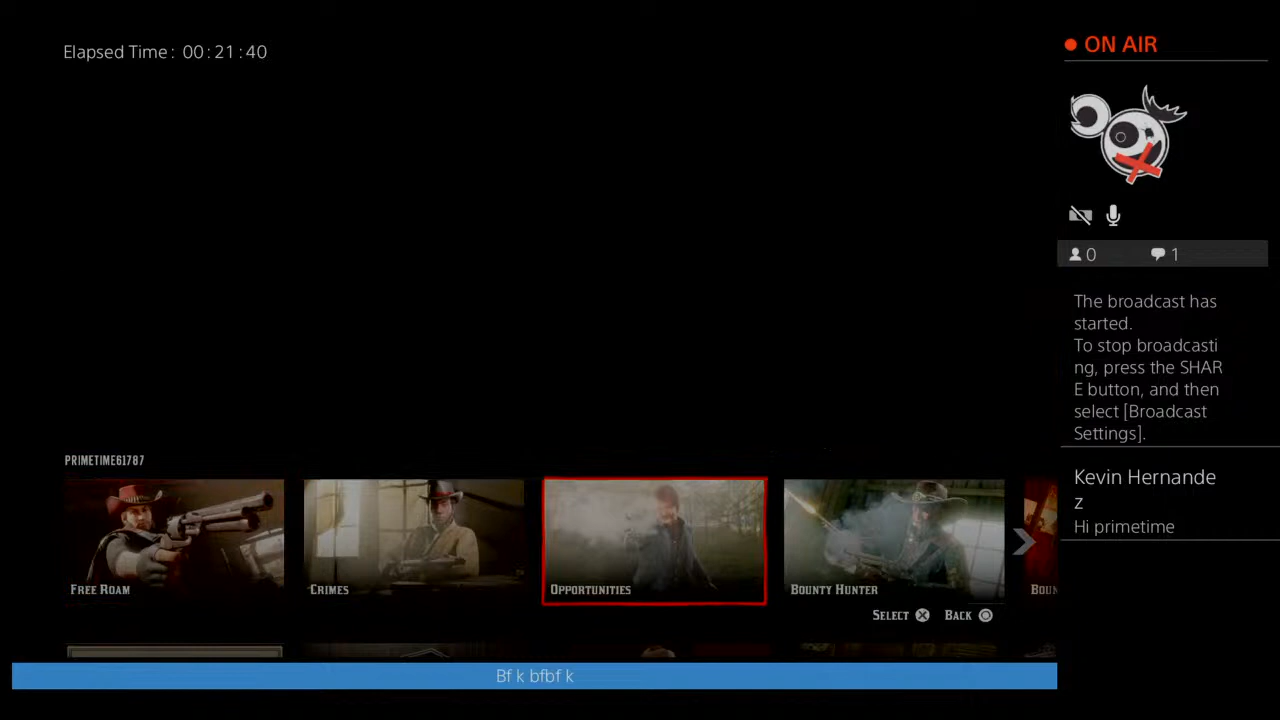 Elapsed Time: 00:21:40
ON AIR
0
1
The broadcast has
started.
To stop broadcasti
ng, press the SHAR
E button, and then
select [Broadcast
Settings].
Kevin Hernande
z
Hi primetime
PRIMETIME61787
FREE ROAM
CRIMES
OPPORTUNITIES
BOUNTY HUNTER
BOUN
SELECT
BACK
Bf k bfbf k